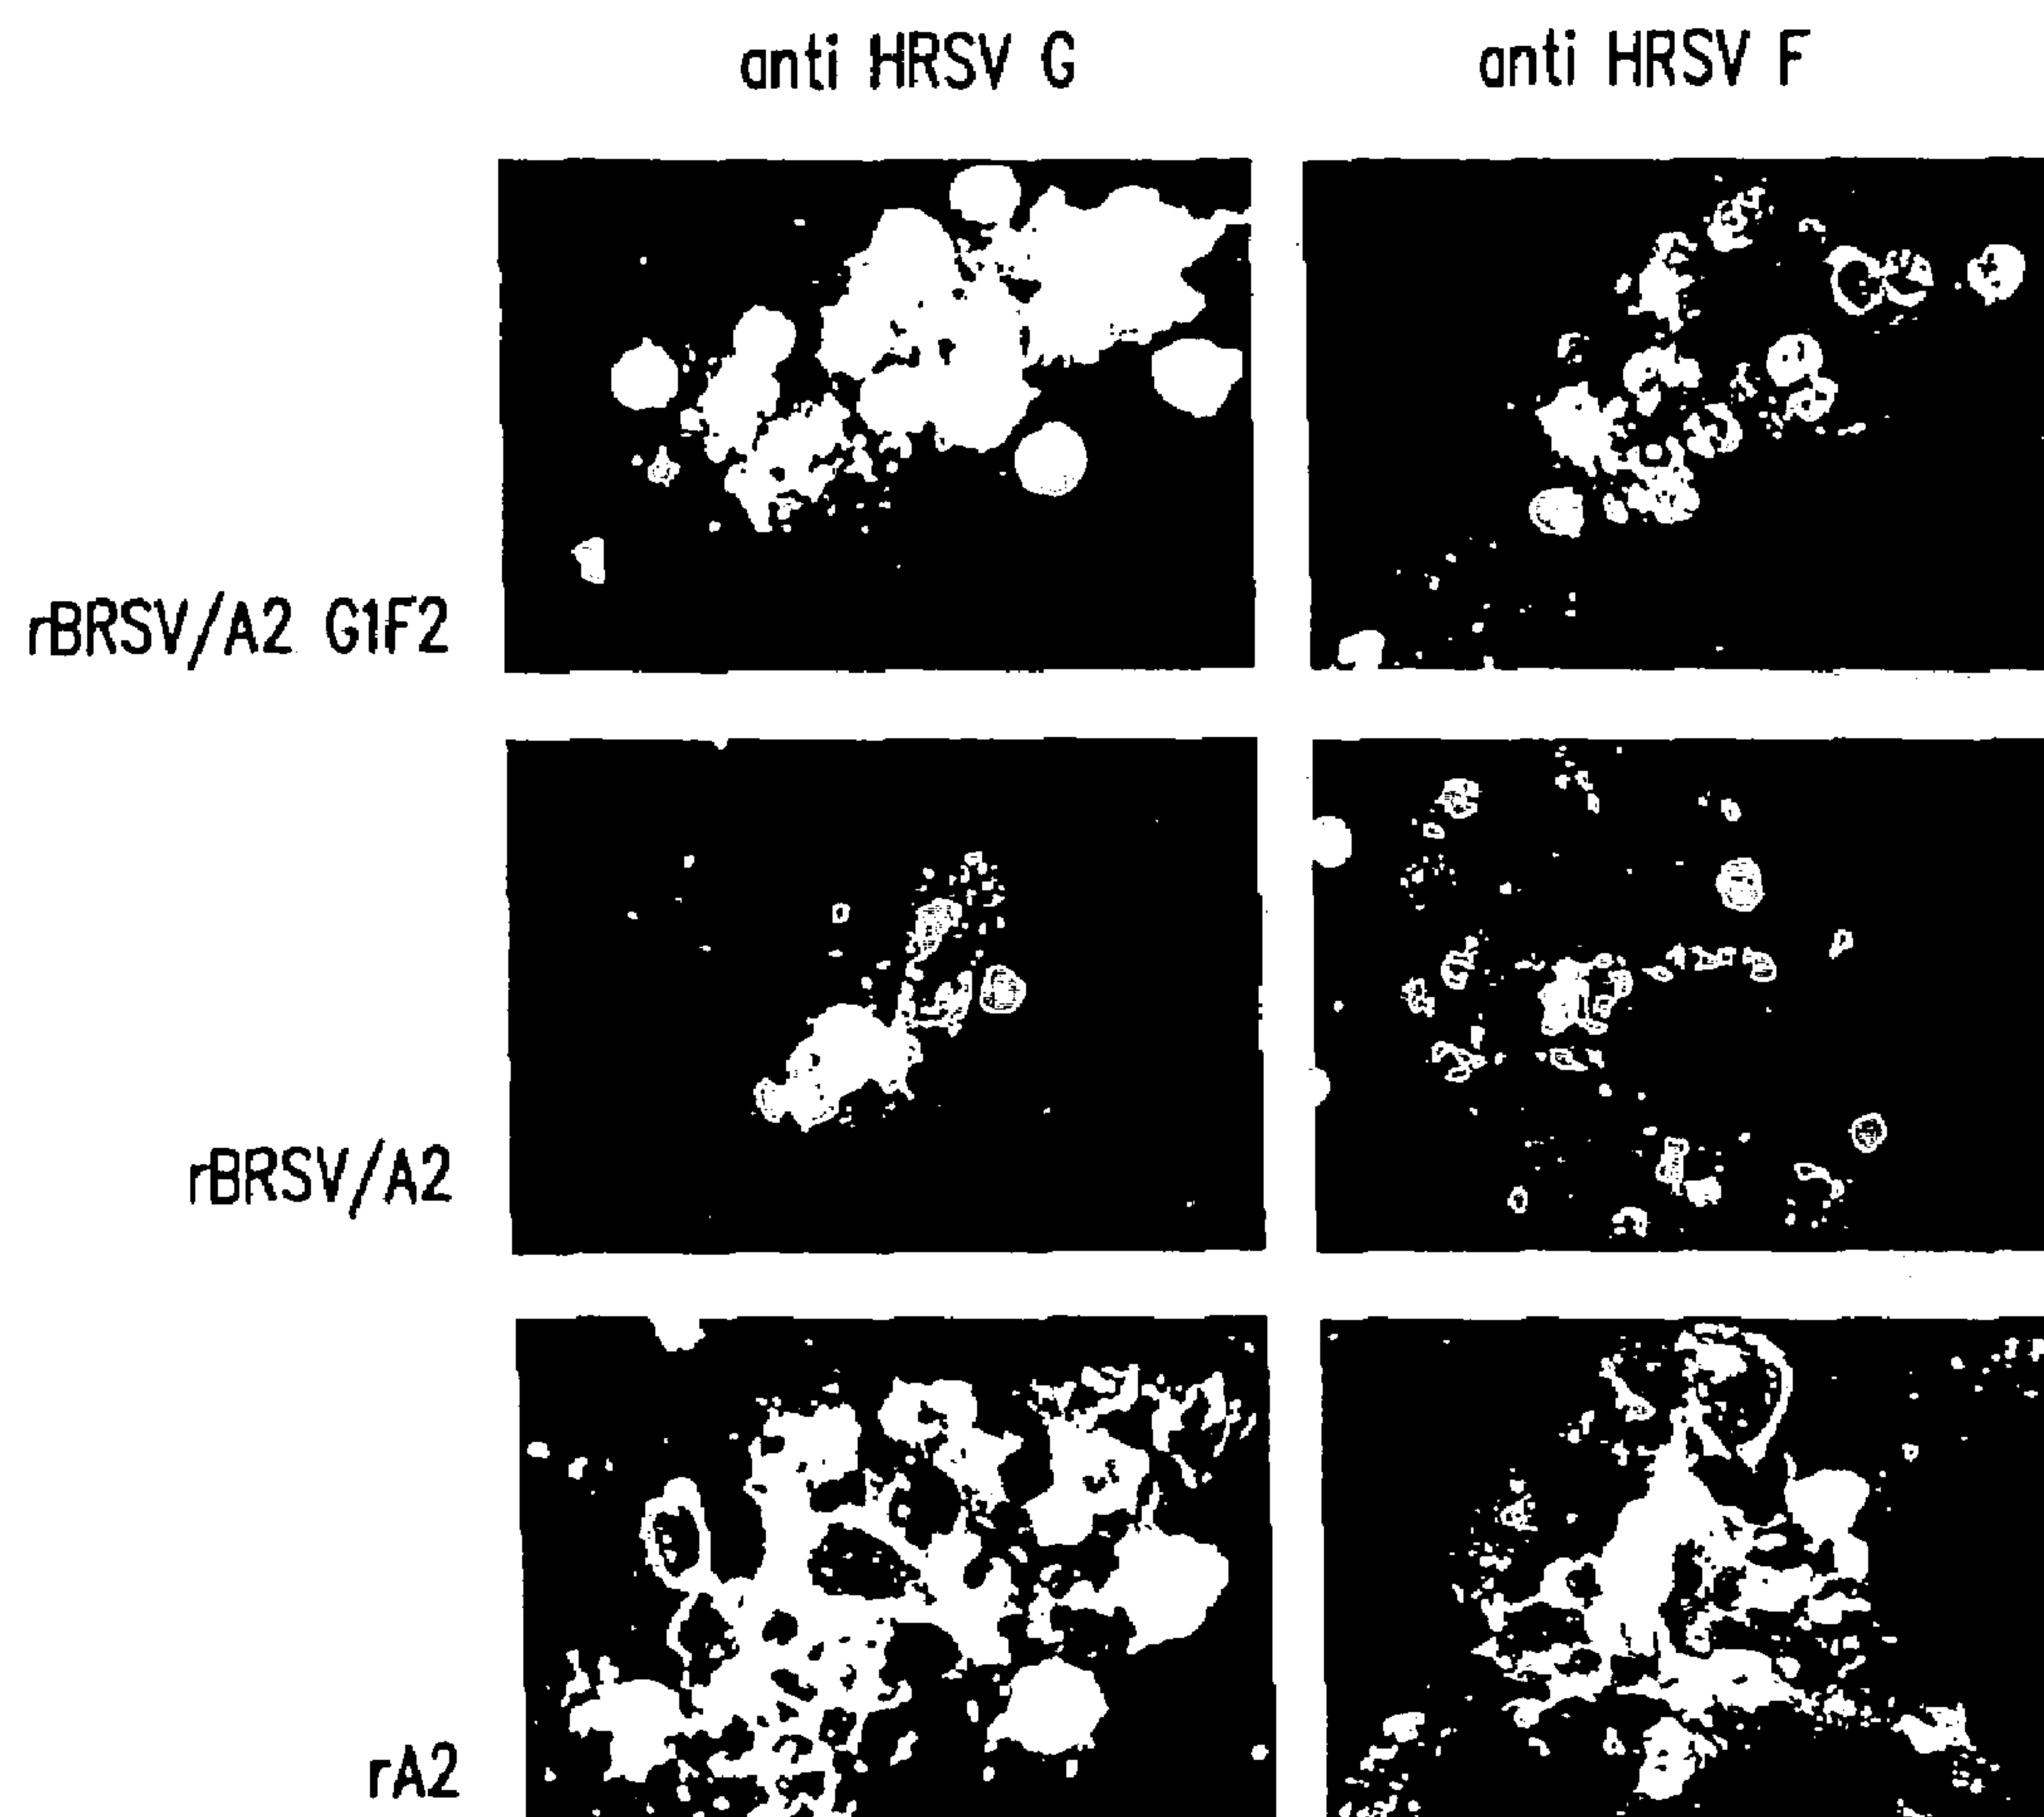 anti HRSV G anti HRSV F
rBRSV/A2 G1F2
rBRSV/A2
rA2